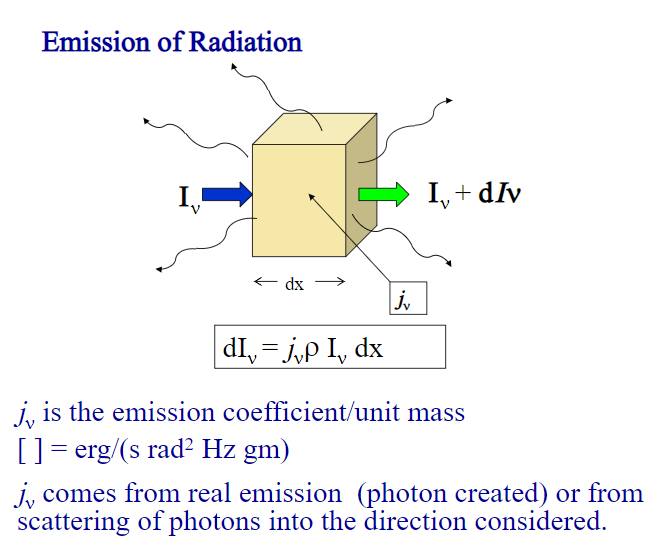 Emission of Radiation
Iν
Iν + dIν
dx
jν
dIν = jνρ Iν dx
jν is the emission coefficient/unit mass
[ ] = erg/(s rad² Hz gm)
jν comes from real emission (photon created) or from
scattering of photons into the direction considered.